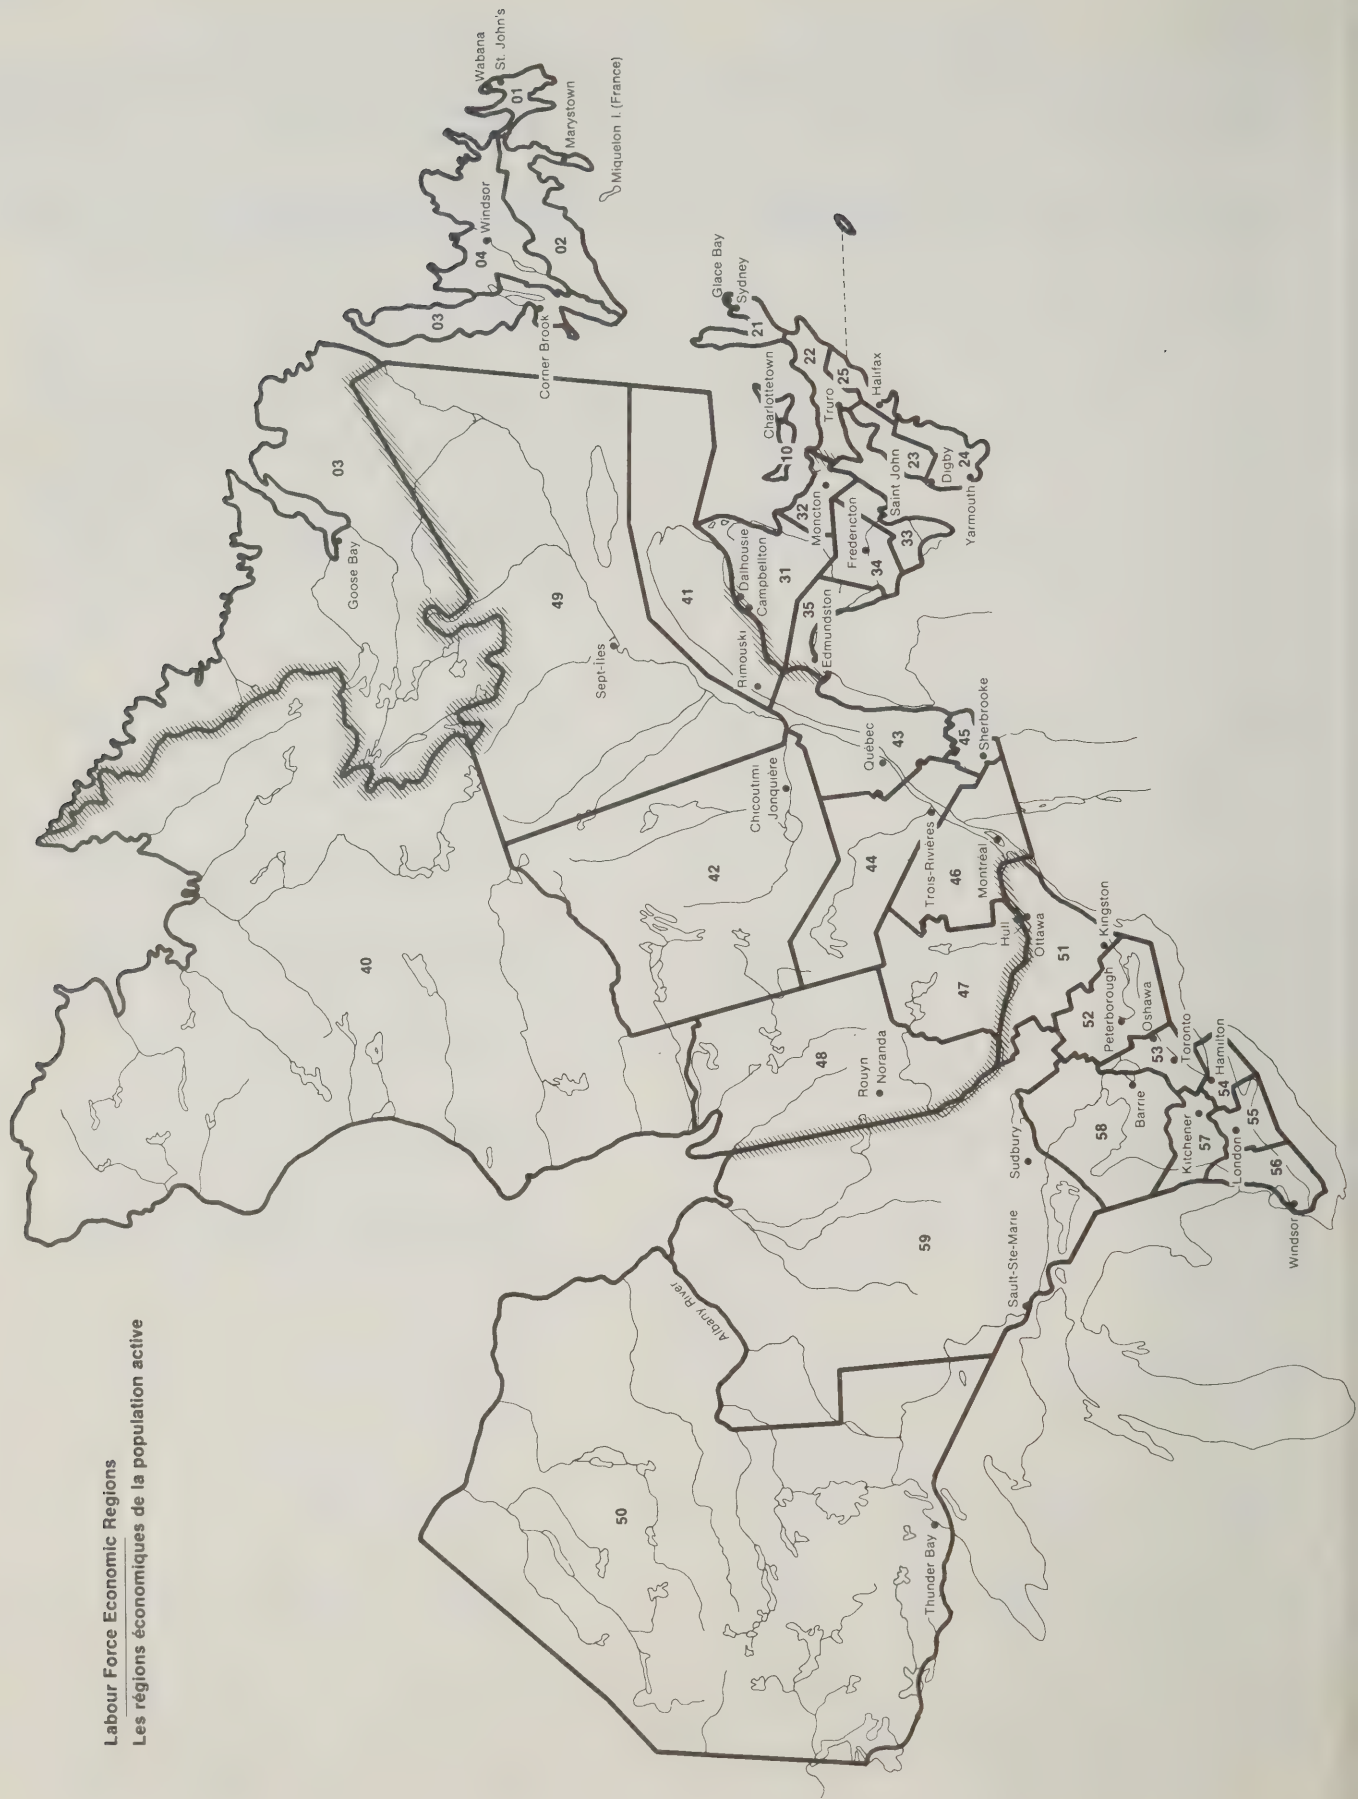 Labour Force Economic Regions
Les régions économiques de la population active
40
03
Goose Bay
03
04
Windsor
Wabana
St. John's
01
Marystown
Miquelon I. (France)
02
Corner Brook
49
Sept-Îles
50
Albany River
42
Chicoutimi
Jonquière
41
Rimouski
Dalhousie
Campbellton
31
32
Moncton
10
Charlottetown
Glace Bay
Sydney
21
22
Truro
25
Halifax
48
Rouyn
Noranda
44
Québec
43
35
Edmundston
Fredericton
34
33
Saint John
23
Digby
24
Yarmouth
59
47
46
Trois-Rivières
Montréal
45
Sherbrooke
Thunder Bay
Sault-Ste-Marie
Sudbury
Hull
Ottawa
51
Kingston
52
Peterborough
Oshawa
58
Barrie
53
Toronto
Hamilton
54
Kitchener
57
London
55
56
Windsor